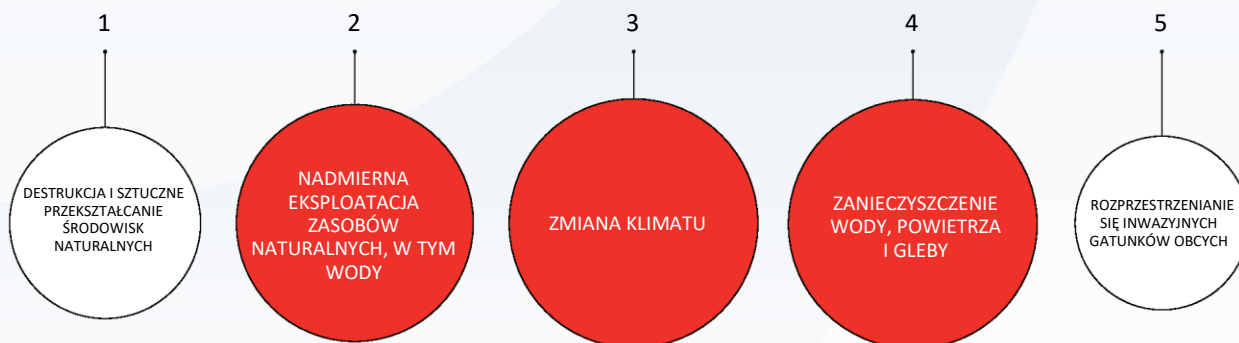 1
DESTRUKCJA I SZTUCZNE
PRZEKSZTAŁCANIE
ŚRODOWISK
NATURALNYCH
2
NADMIERNA
EKSPLOATACJA
ZASOBÓW
NATURALNYCH, W TYM
WODY
3
ZMIANA KLIMATU
4
ZANIECZYSZCZENIE
WODY, POWIETRZA
I GLEBY
5
ROZPRZESTRZENIANIE
SIĘ INWAZYJNYCH
GATUNKÓW OBCYCH